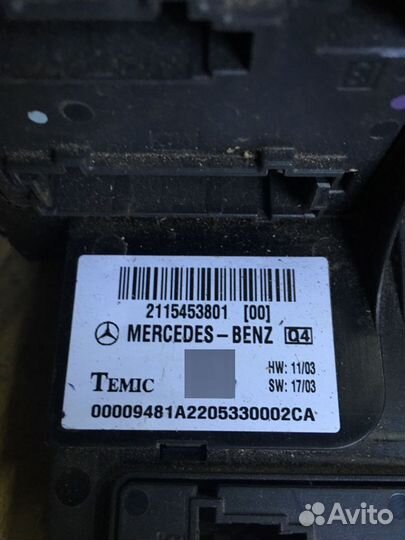 2115453801 [00]
MERCEDES-BENZ Q4
HW: 11/03
TEMIC SW: 17/03
00009481A2205330002CA
Avito